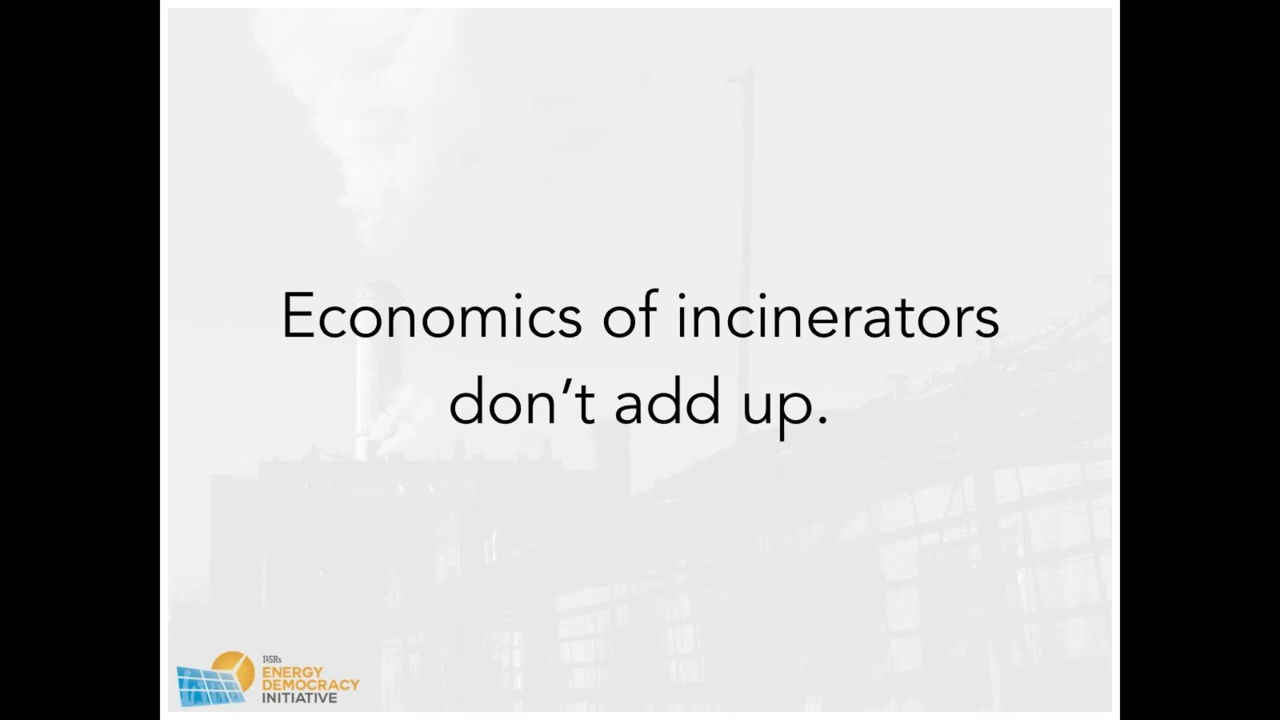 Economics of incinerators
don’t add up.
ILSR's
ENERGY
DEMOCRACY
INITIATIVE